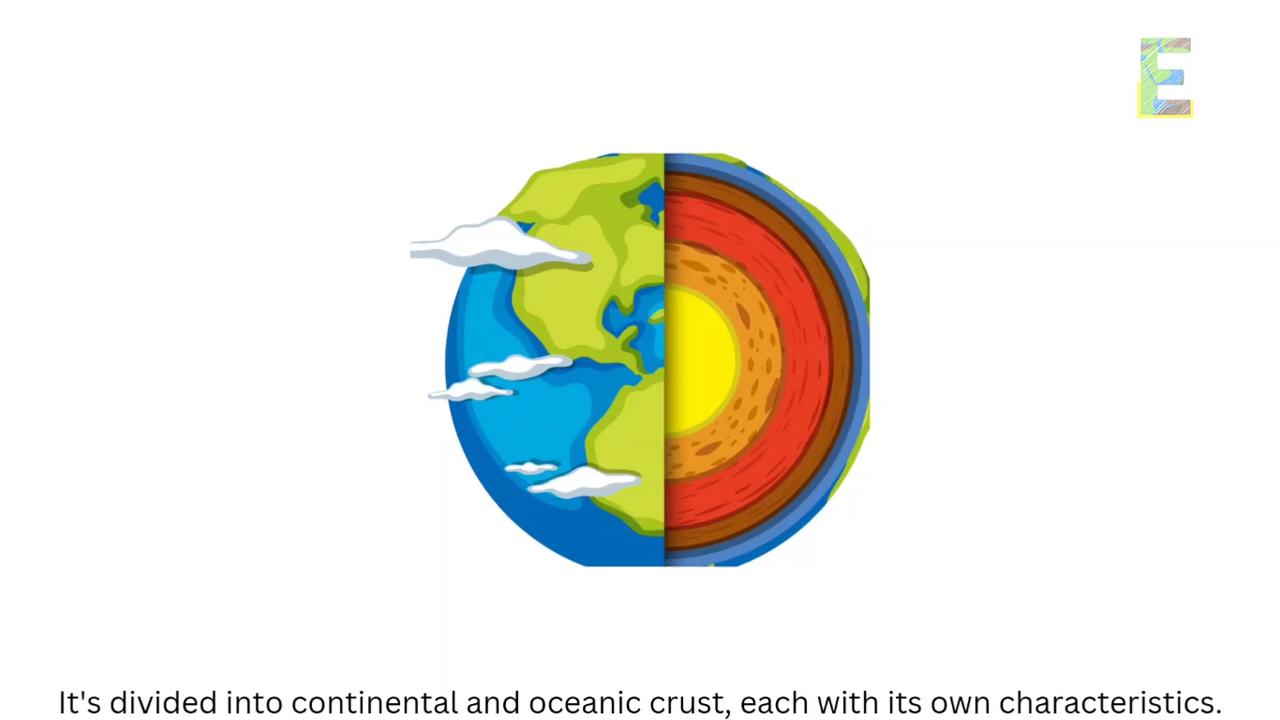 E
It's divided into continental and oceanic crust, each with its own characteristics.